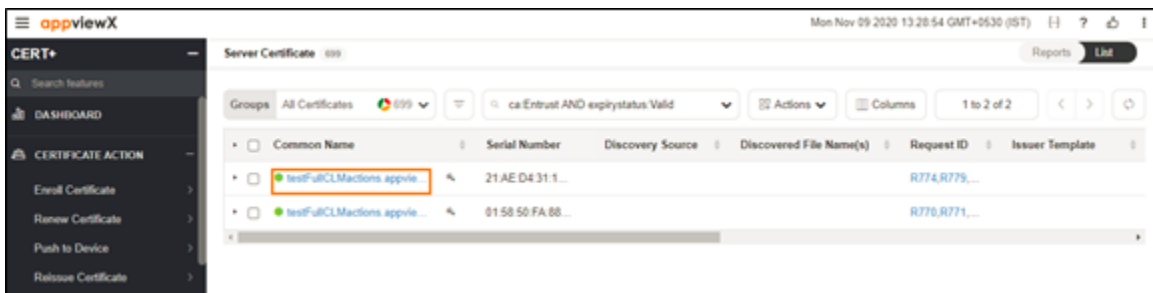 appviewX
Mon Nov 09 2020 13:28:54 GMT+0530 (IST)
CERT+
Server Certificate 699
Reports List
Search features
Groups All Certificates 699
ca:Entrust AND expirystatus:Valid
Actions
Columns
1 to 2 of 2
DASHBOARD
Common Name Serial Number Discovery Source Discovered File Name(s) Request ID Issuer Template
CERTIFICATE ACTION
testFullCLMactions.appvie... 21:AE:D4:31:1... R774,R779,...
Enroll Certificate
testFullCLMactions.appvie... 01:58:50:FA:88... R770,R771,...
Renew Certificate
Push to Device
Reissue Certificate